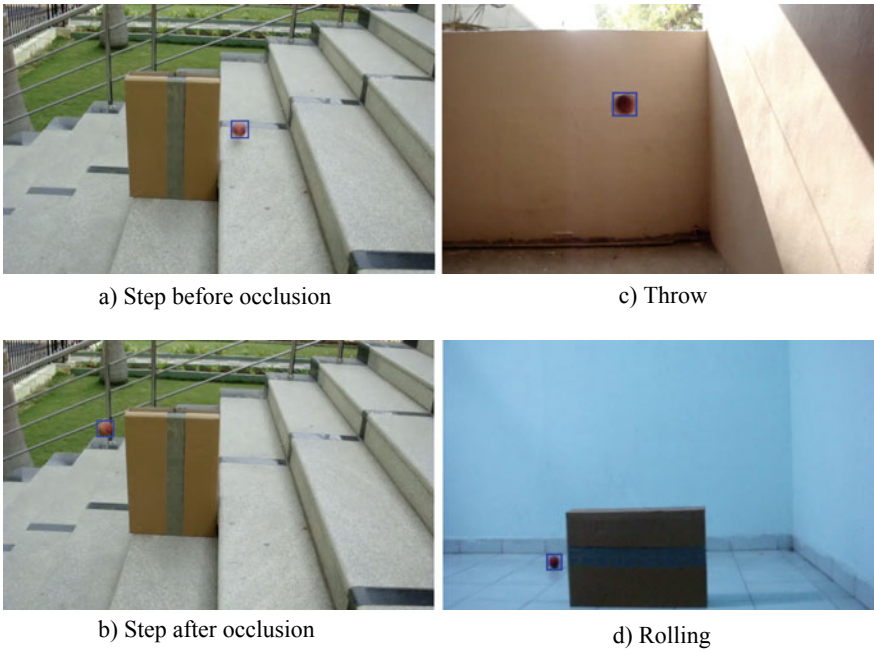 a) Step before occlusion
c) Throw
b) Step after occlusion
d) Rolling